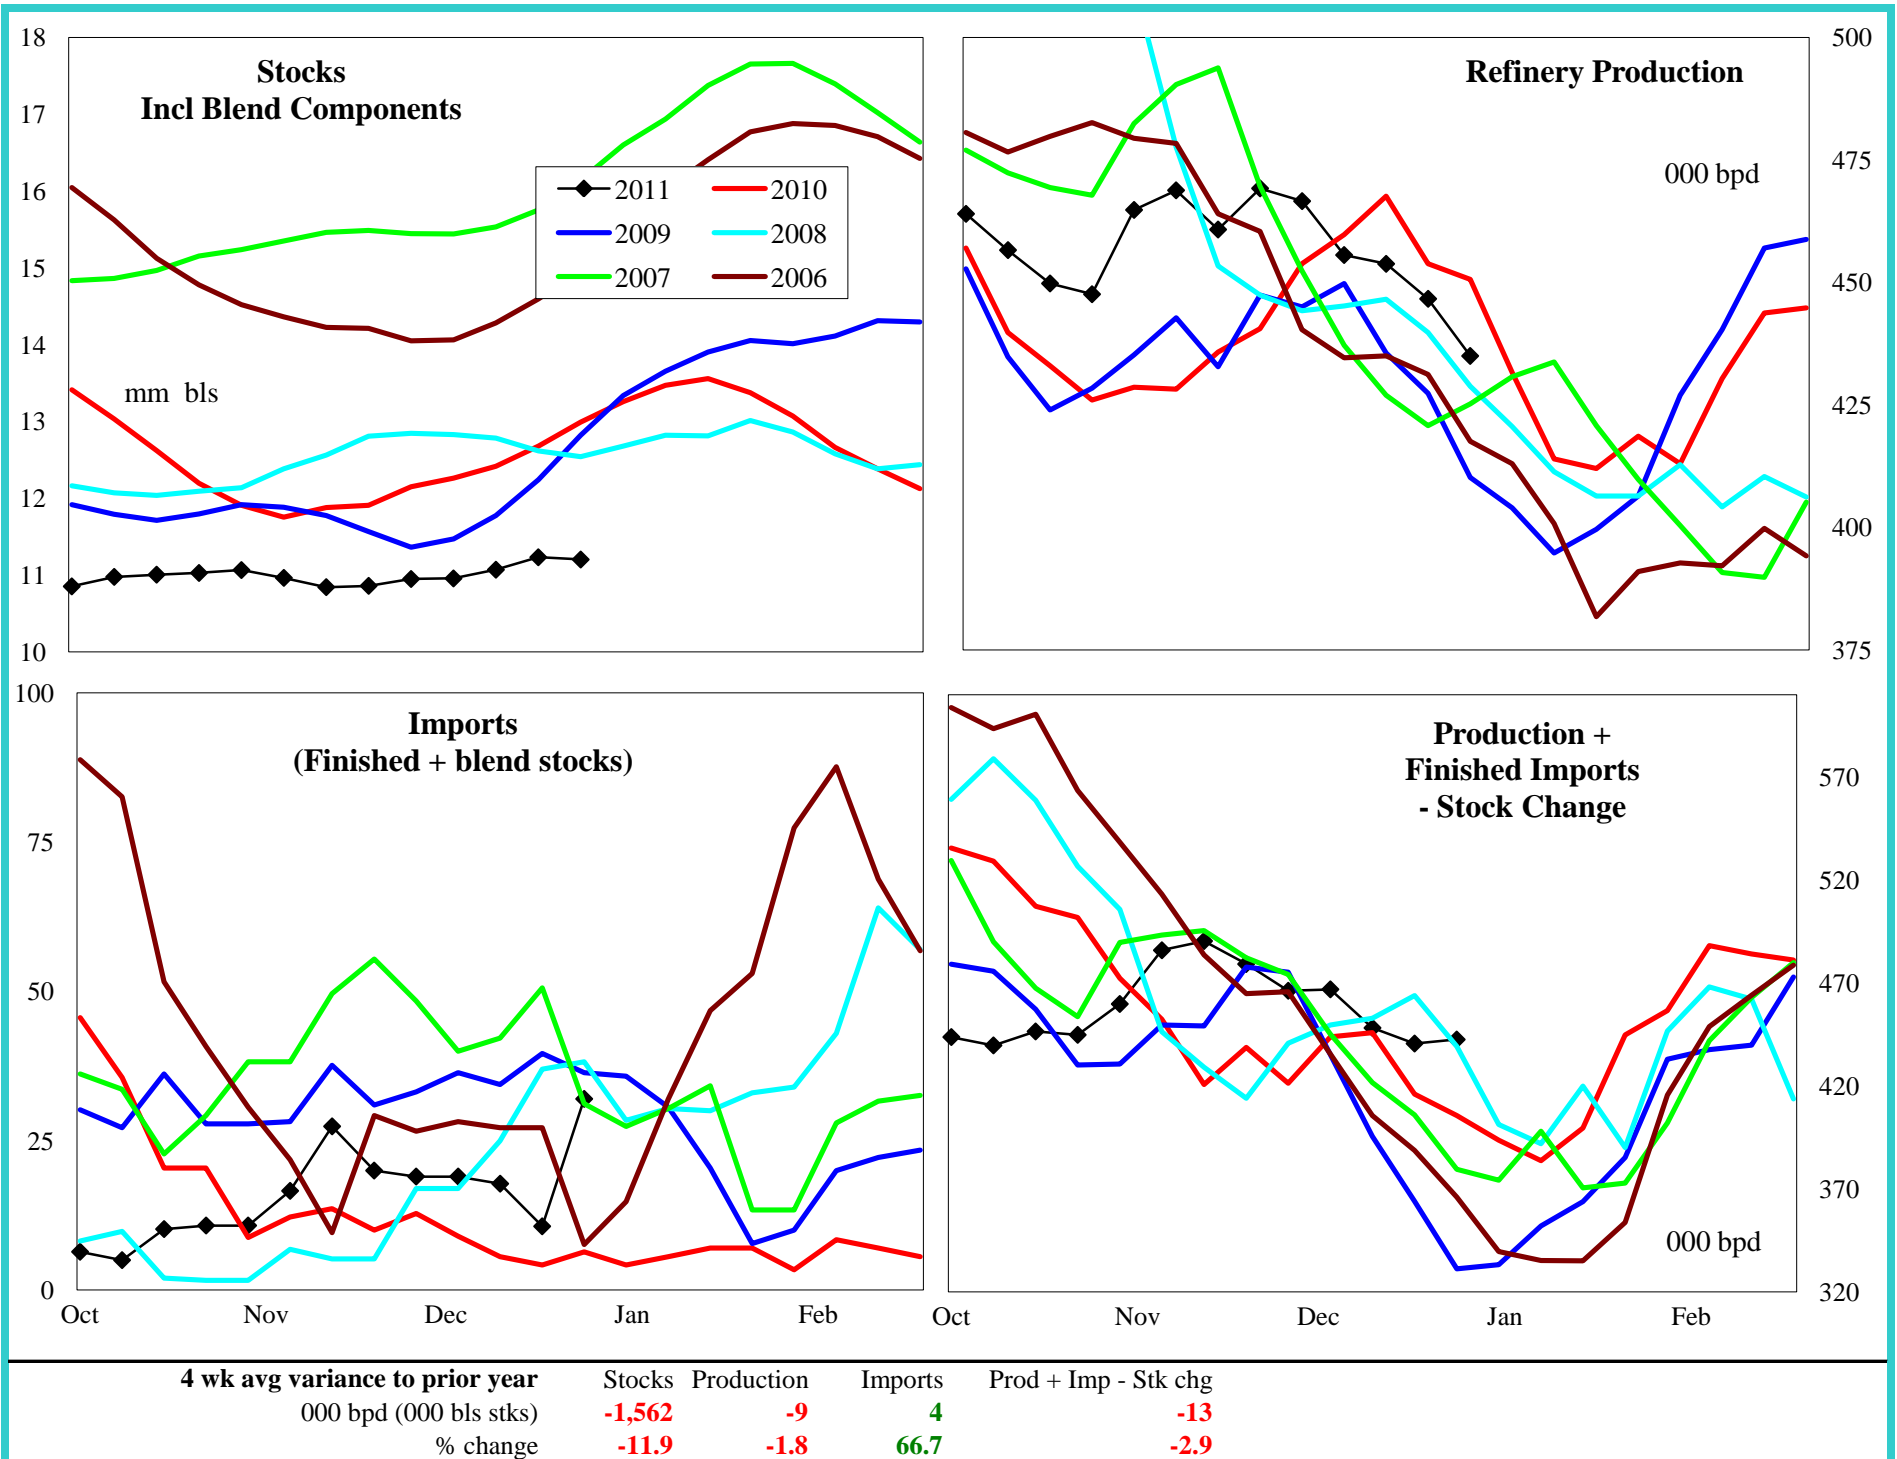 18
17
16
15
14
13
12
11
10
Stocks
Incl Blend Components
mm bls
2011
2010
2009
2008
2007
2006
Refinery Production
000 bpd
500
475
450
425
400
375
100
75
50
25
0
Imports
(Finished + blend stocks)
Oct Nov Dec Jan Feb
Production +
Finished Imports
- Stock Change
000 bpd
570
520
470
420
370
320
Oct Nov Dec Jan Feb
4 wk avg variance to prior year Stocks Production Imports Prod + Imp - Stk chg
000 bpd (000 bls stks) -1,562 -9 4 -13
% change -11.9 -1.8 66.7 -2.9